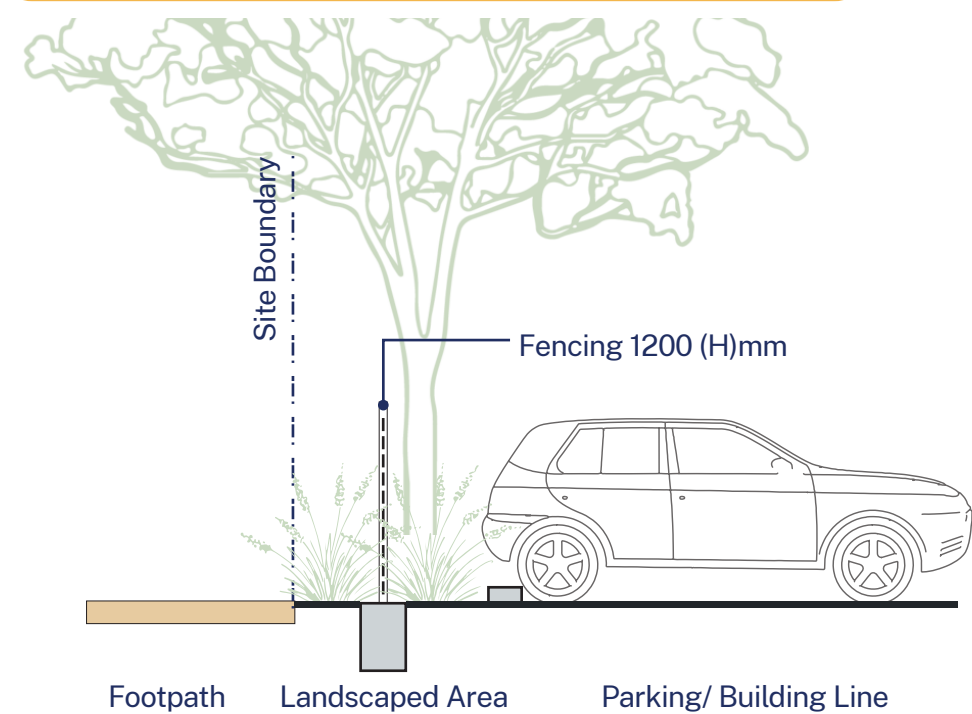 Site Boundary
Fencing 1200 (H)mm
Footpath
Landscaped Area
Parking/ Building Line